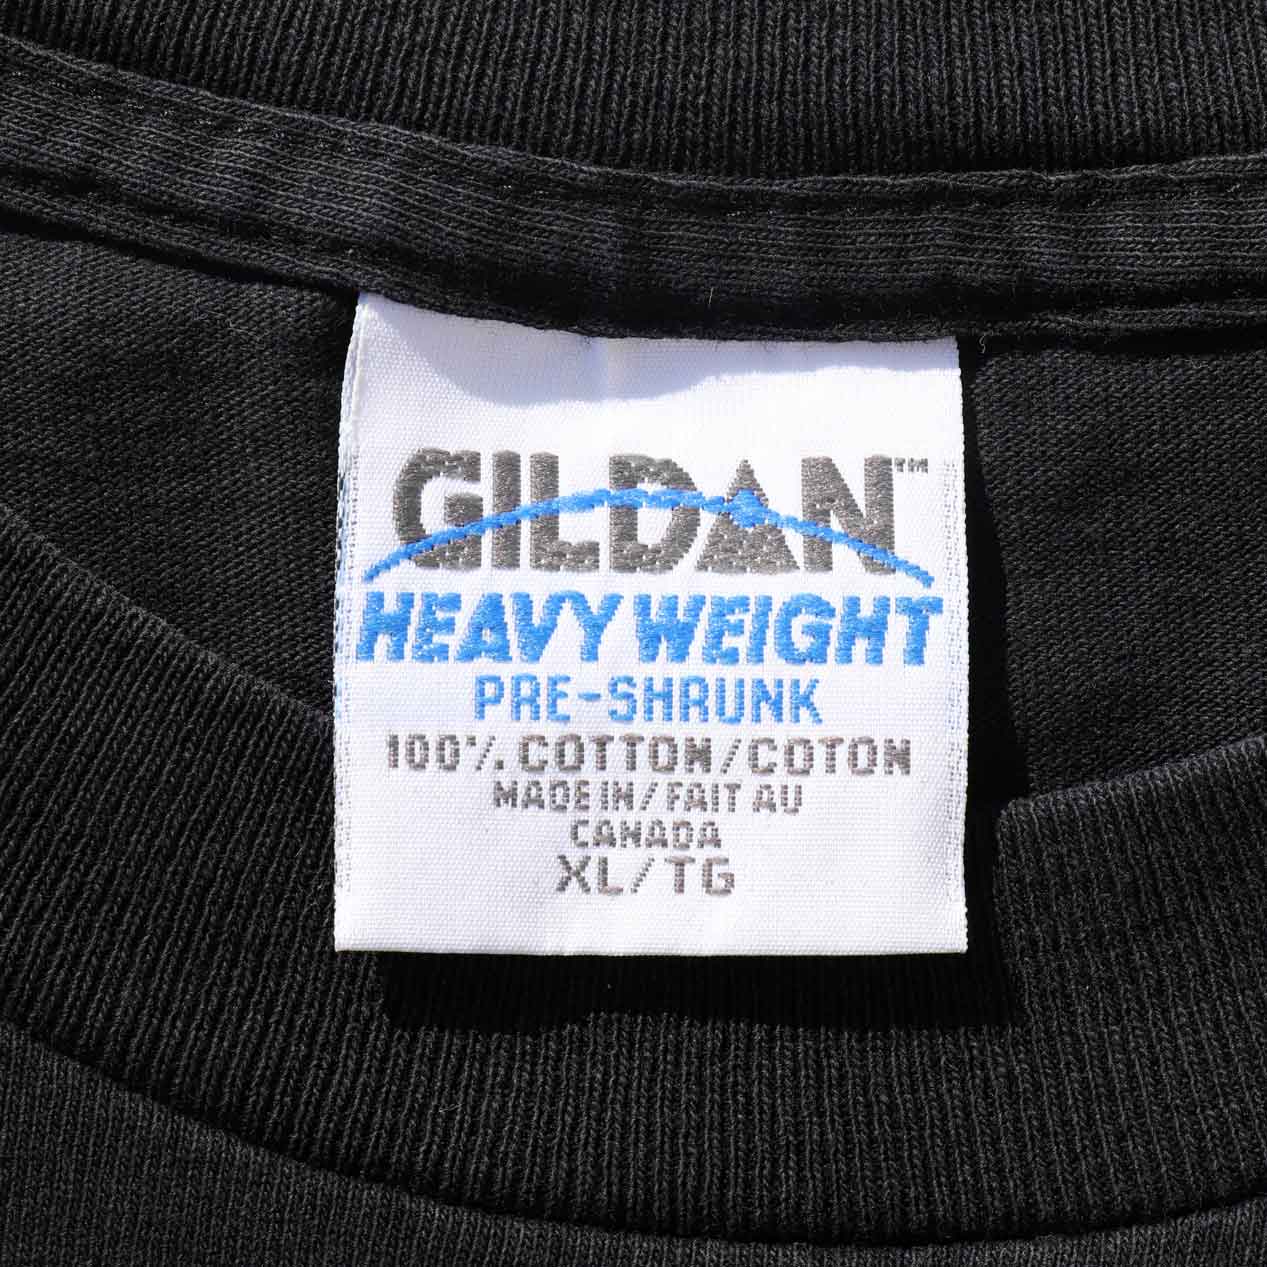 GILDAN™
HEAVY WEIGHT
PRE-SHRUNK
100% COTTON/COTON
MADE IN/FAIT AU
CANADA
XL/TG